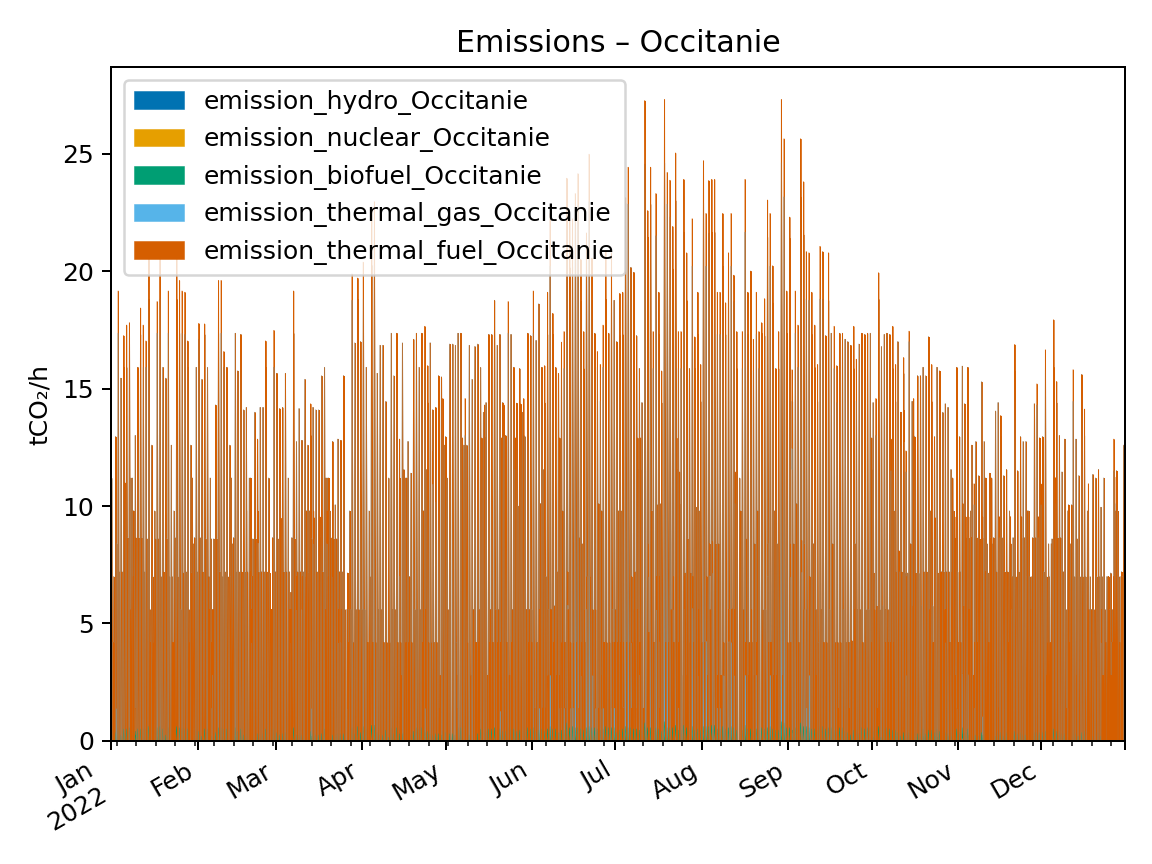 Emissions – Occitanie
emission_hydro_Occitanie
emission_nuclear_Occitanie
emission_biofuel_Occitanie
emission_thermal_gas_Occitanie
emission_thermal_fuel_Occitanie
tCO₂/h
25
20
15
10
5
0
Jan
2022
Feb
Mar
Apr
May
Jun
Jul
Aug
Sep
Oct
Nov
Dec